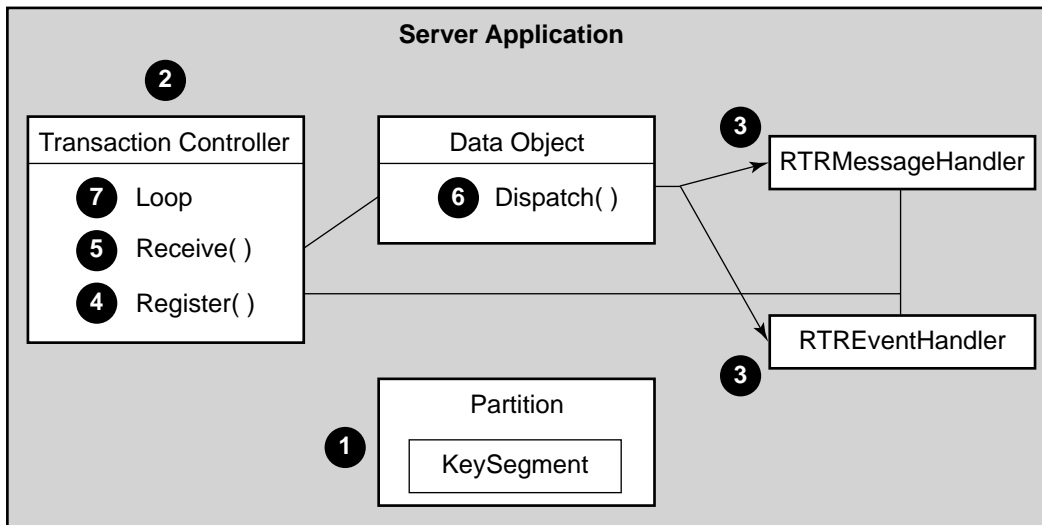 Server Application
2
Transaction Controller
7 Loop
5 Receive( )
4 Register( )
Data Object
6 Dispatch( )
3
RTRMessageHandler
RTREventHandler
3
Partition
1
KeySegment